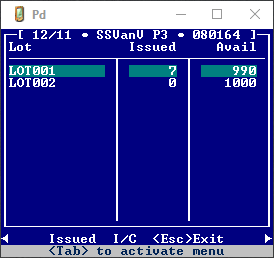 Pd
[ 12/11 • SSVanV P3 • 080164 ]
Lot Issued Avail
LOT001 7 990
LOT002 0 1000
Issued I/C <Esc>Exit
<Tab> to activate menu